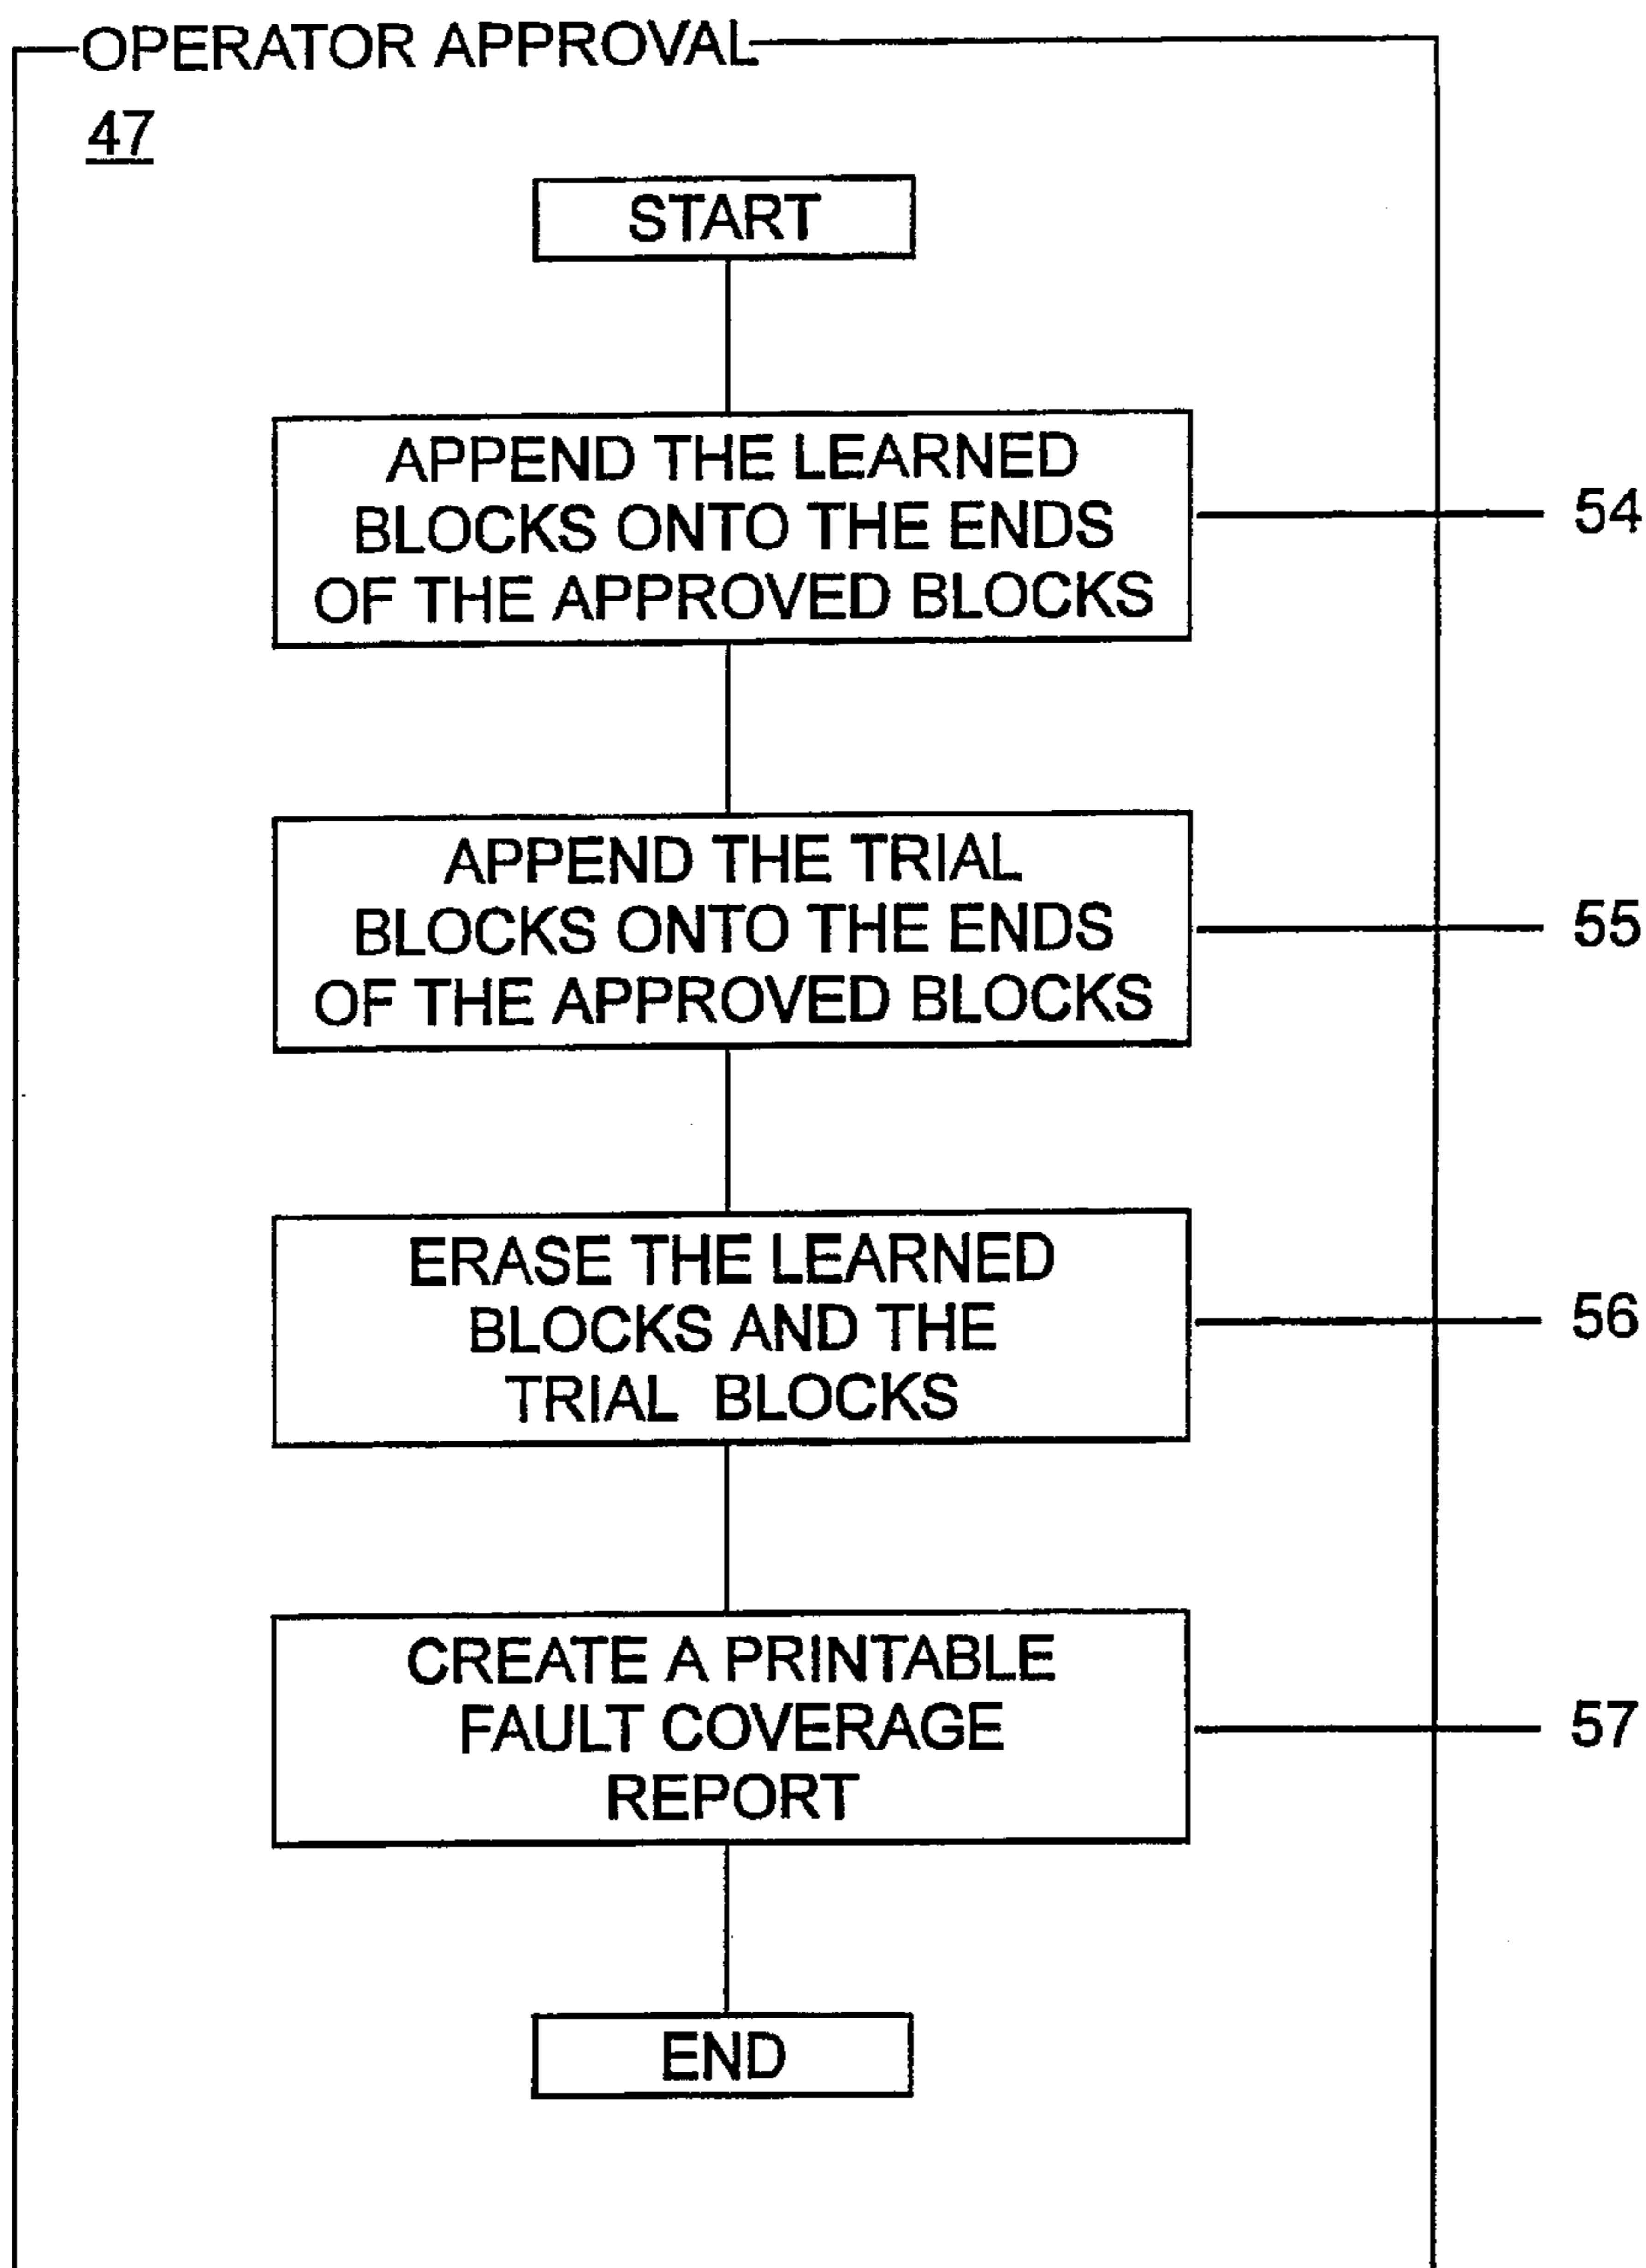 OPERATOR APPROVAL
47
START
APPEND THE LEARNED
BLOCKS ONTO THE ENDS
OF THE APPROVED BLOCKS
54
APPEND THE TRIAL
BLOCKS ONTO THE ENDS
OF THE APPROVED BLOCKS
55
ERASE THE LEARNED
BLOCKS AND THE
TRIAL BLOCKS
56
CREATE A PRINTABLE
FAULT COVERAGE
REPORT
57
END